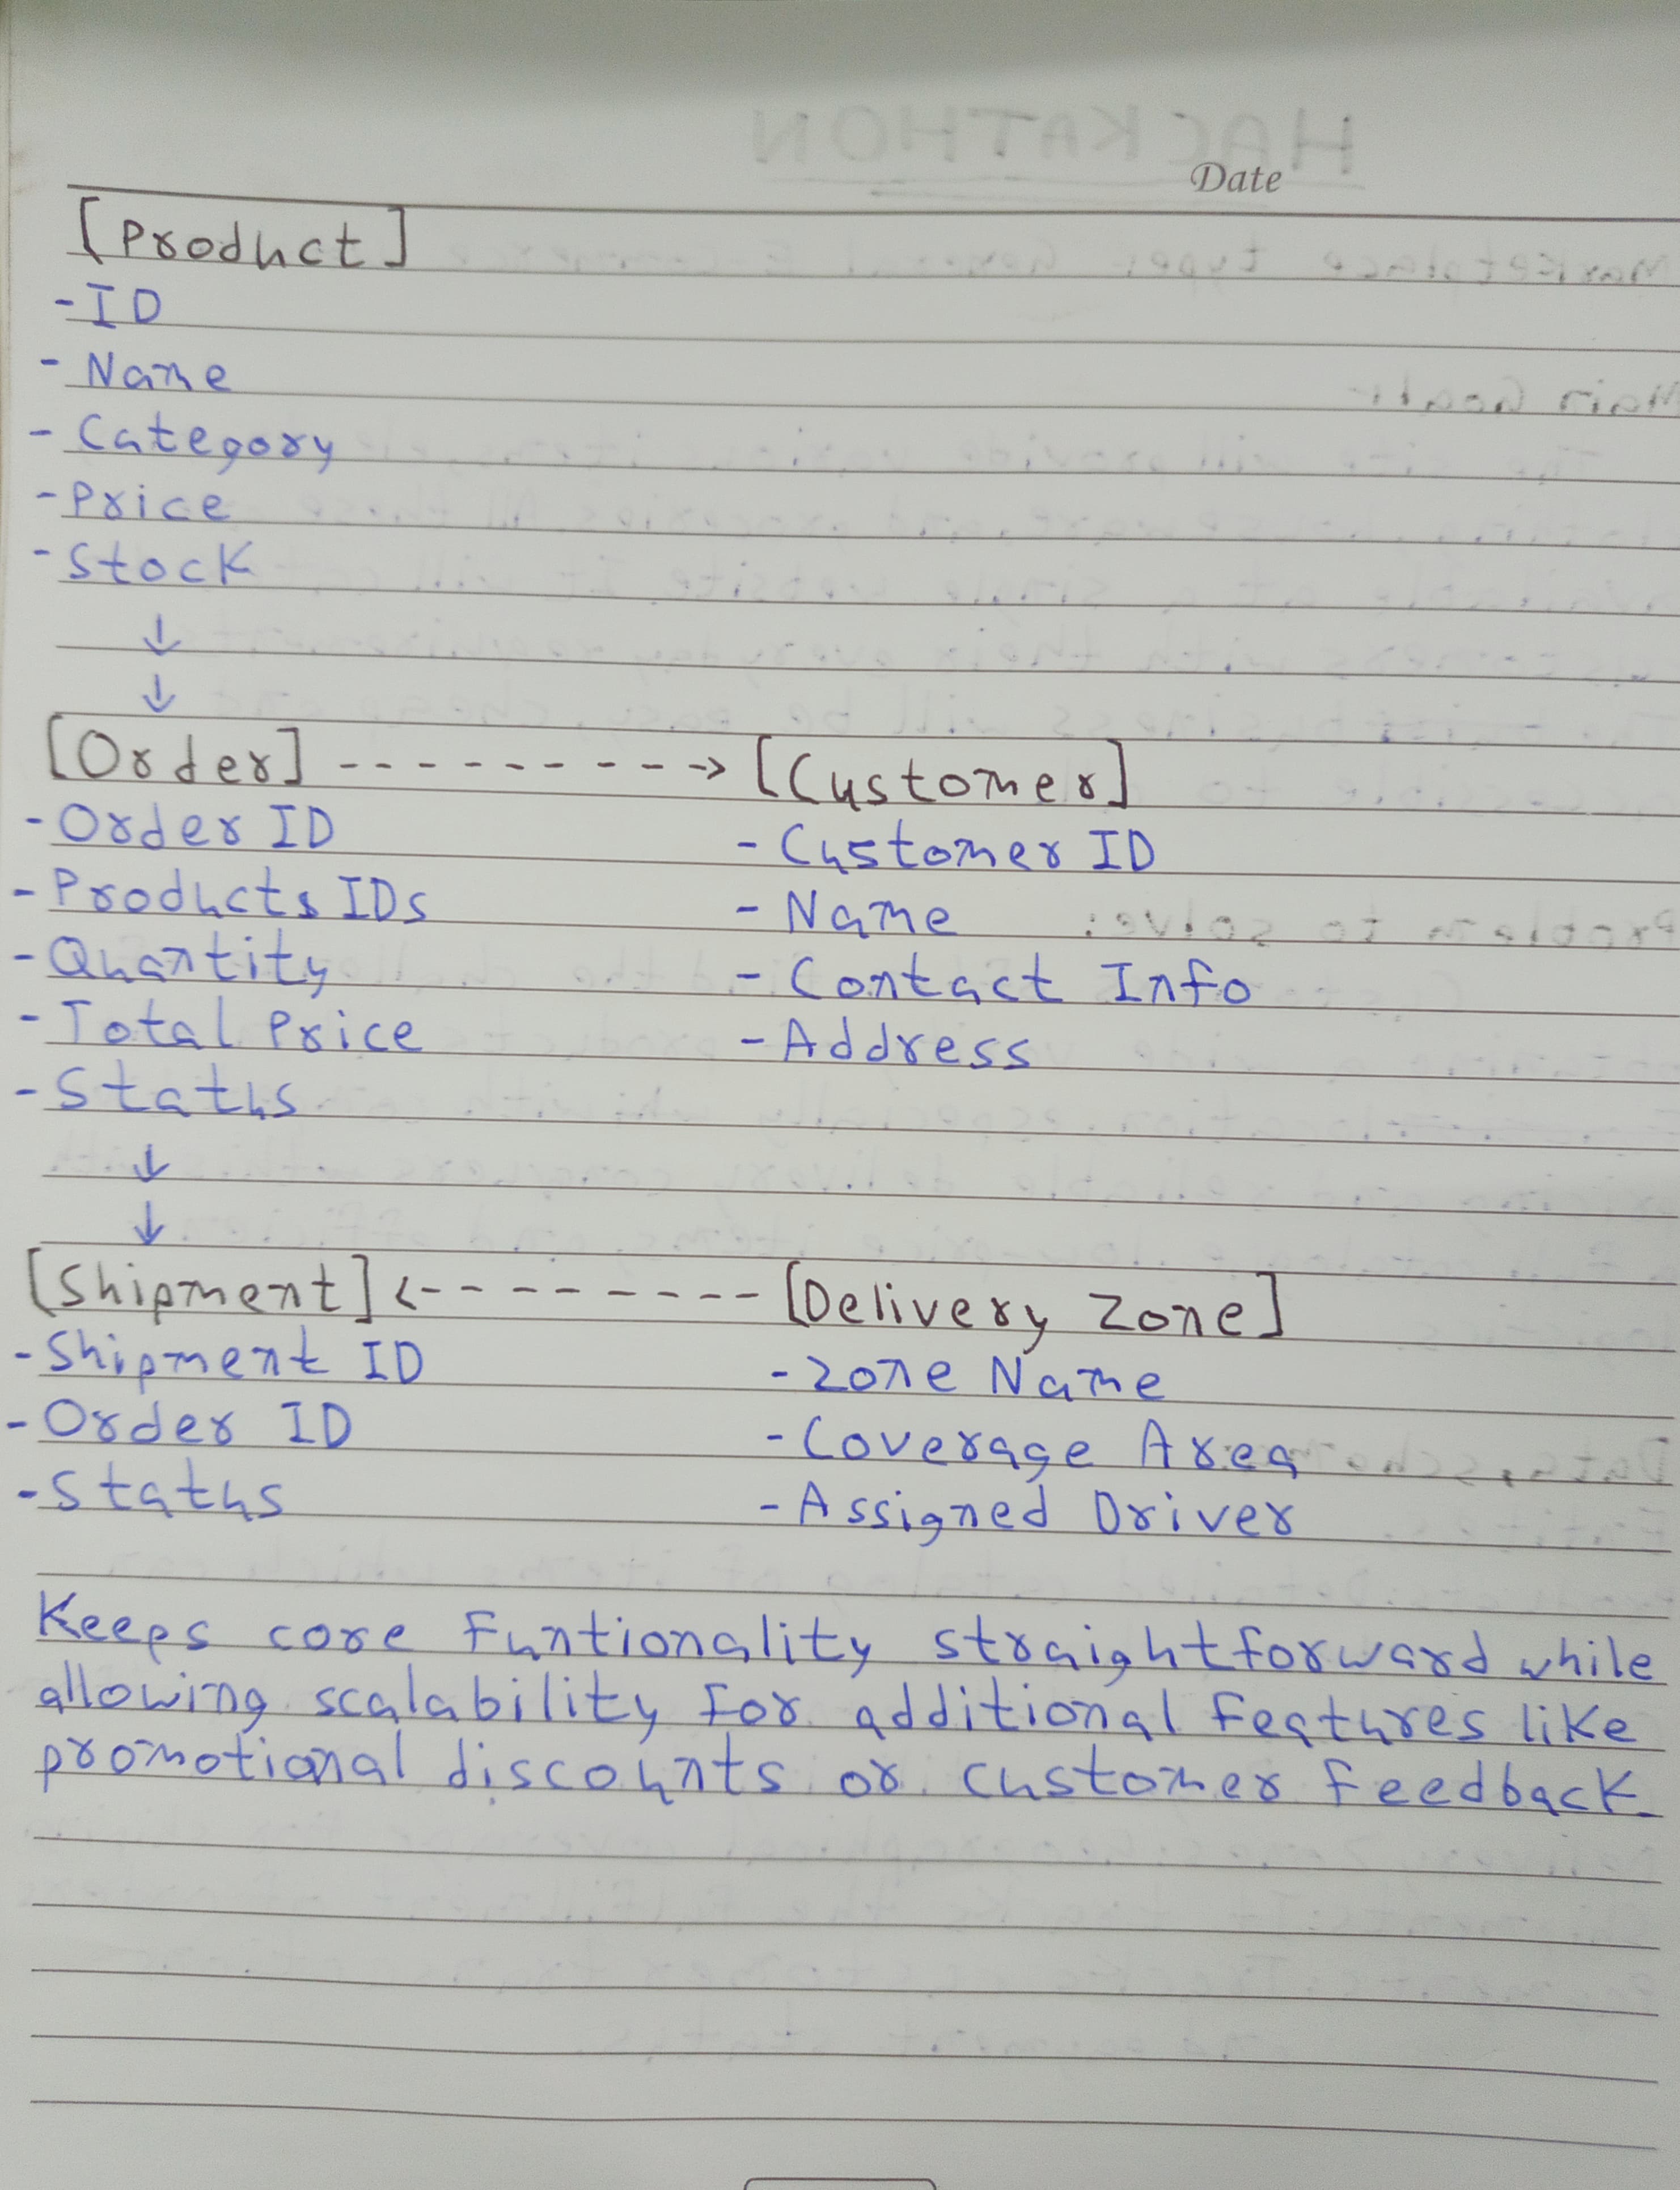 Date
[Product]
- ID
- Name
- Category
- Price
- Stock
↓
↓
[Order] ---------> [Customer]
- Order ID
- Products IDs
- Quantity
- Total Price
- Status
- Customer ID
- Name
- Contact Info
- Address
↓
↓
[Shipment] <--------- [Delivery Zone]
- Shipment ID
- Order ID
- Status
- Zone Name
- Coverage Area
- Assigned Driver
Keeps core Funtionality straightforward while
allowing scalability for additional features like
promotional discounts or customer feedback.